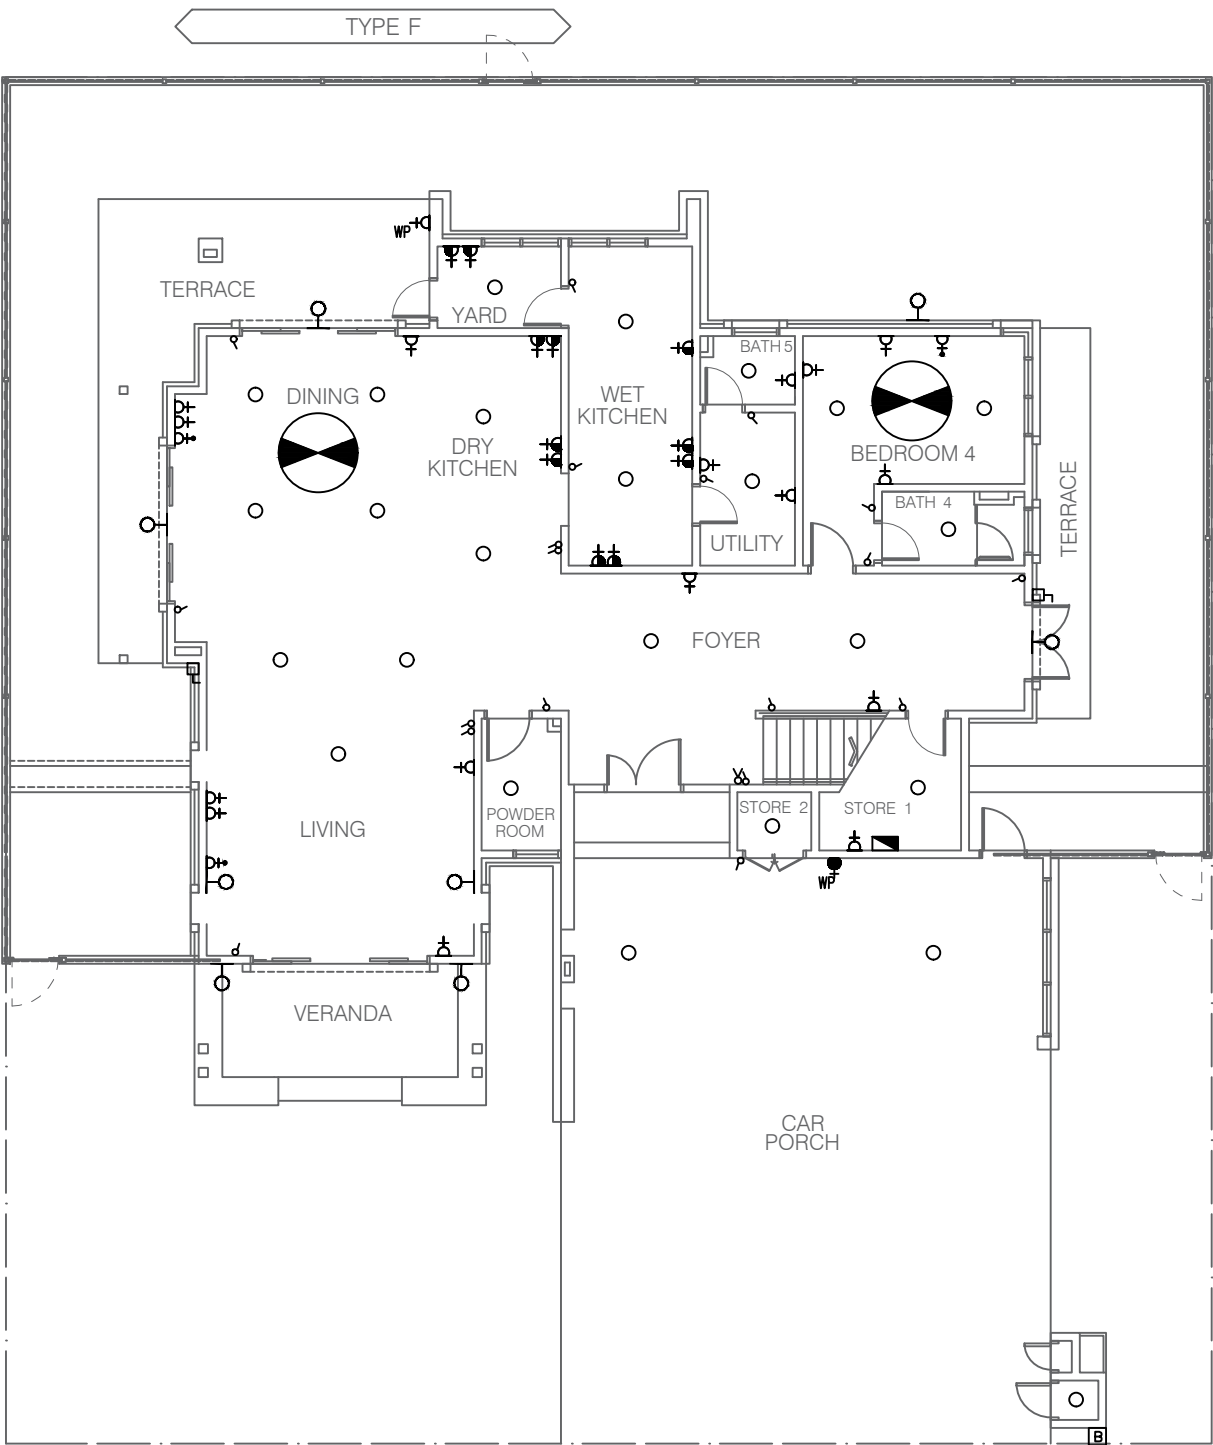 TYPE F
WP
TERRACE
YARD
BATH 5
DINING
WET
KITCHEN
DRY
KITCHEN
BEDROOM 4
BATH 4
TERRACE
UTILITY
FOYER
POWDER
ROOM
STORE 2
STORE 1
LIVING
WP
VERANDA
CAR
PORCH
B